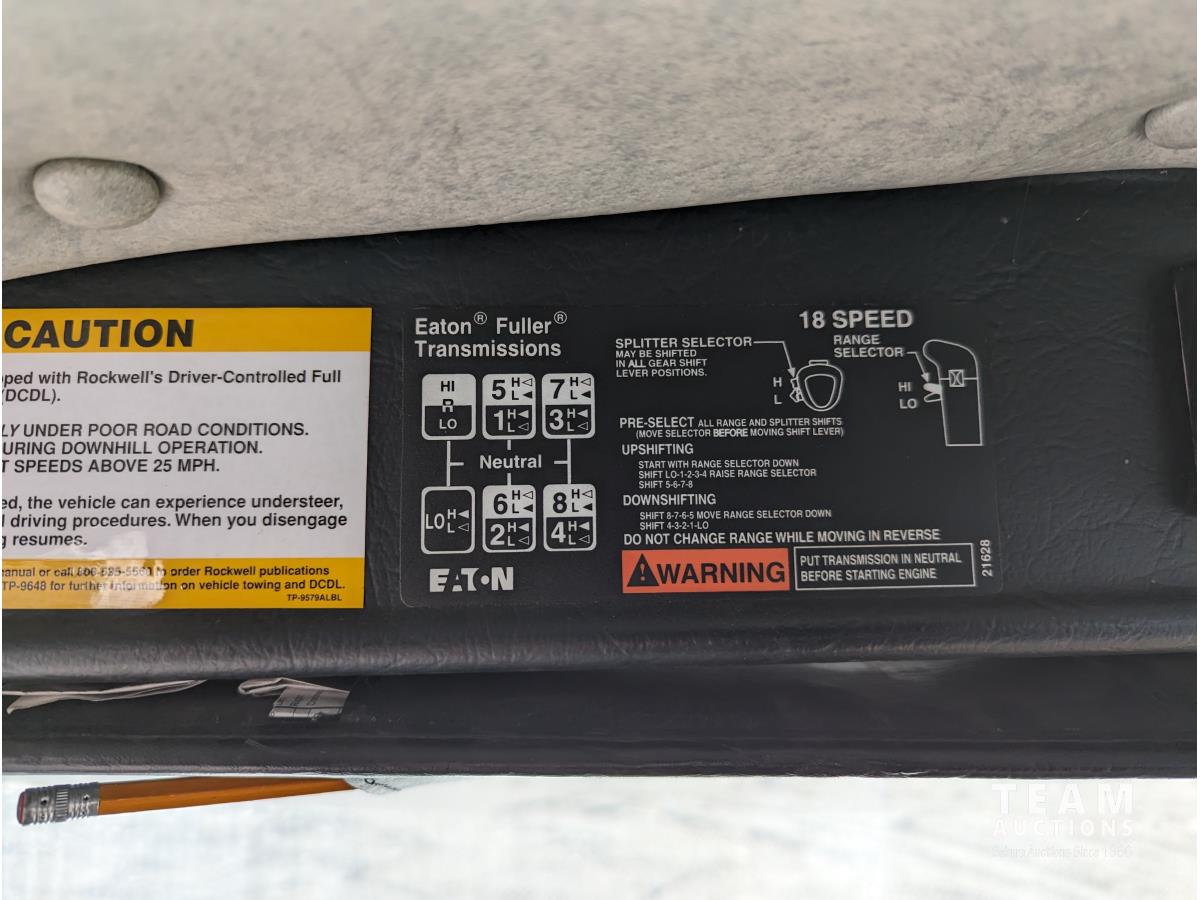 CAUTION
pped with Rockwell's Driver-Controlled Full
(DCDL).
LY UNDER POOR ROAD CONDITIONS.
URING DOWNHILL OPERATION.
T SPEEDS ABOVE 25 MPH.
ed, the vehicle can experience understeer,
l driving procedures. When you disengage
g resumes.
anual or call to order Rockwell publications
TP-9648 for further information on vehicle towing and DCDL.
TP-9579ALBL
Eaton® Fuller®
Transmissions
HI
R
LO
5 H L
1 H L
7 H L
3 H L
Neutral
LO H L
6 H L
2 H L
8 H L
4 H L
EATON
18 SPEED
SPLITTER SELECTOR
MAY BE SHIFTED
IN ALL GEAR SHIFT
LEVER POSITIONS.
H
L
RANGE
SELECTOR
HI
LO
PRE-SELECT ALL RANGE AND SPLITTER SHIFTS
(MOVE SELECTOR BEFORE MOVING SHIFT LEVER)
UPSHIFTING
START WITH RANGE SELECTOR DOWN
SHIFT LO-1-2-3-4 RAISE RANGE SELECTOR
SHIFT 5-6-7-8
DOWNSHIFTING
SHIFT 8-7-6-5 MOVE RANGE SELECTOR DOWN
SHIFT 4-3-2-1-LO
DO NOT CHANGE RANGE WHILE MOVING IN REVERSE
WARNING
PUT TRANSMISSION IN NEUTRAL
BEFORE STARTING ENGINE
21628
TEAM
AUCTIONS